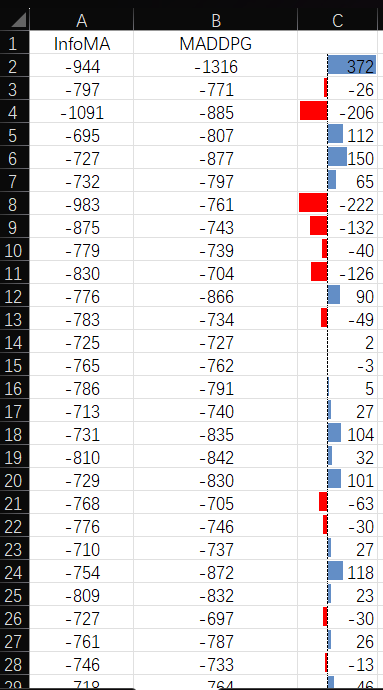 A B C
1 InfoMA MADDPG
2 -944 -1316 372
3 -797 -771 -26
4 -1091 -885 -206
5 -695 -807 112
6 -727 -877 150
7 -732 -797 65
8 -983 -761 -222
9 -875 -743 -132
10 -779 -739 -40
11 -830 -704 -126
12 -776 -866 90
13 -783 -734 -49
14 -725 -727 2
15 -765 -762 -3
16 -786 -791 5
17 -713 -740 27
18 -731 -835 104
19 -810 -842 32
20 -729 -830 101
21 -768 -705 -63
22 -776 -746 -30
23 -710 -737 27
24 -754 -872 118
25 -809 -832 23
26 -727 -697 -30
27 -761 -787 26
28 -746 -733 -13
29 -718 -764 46